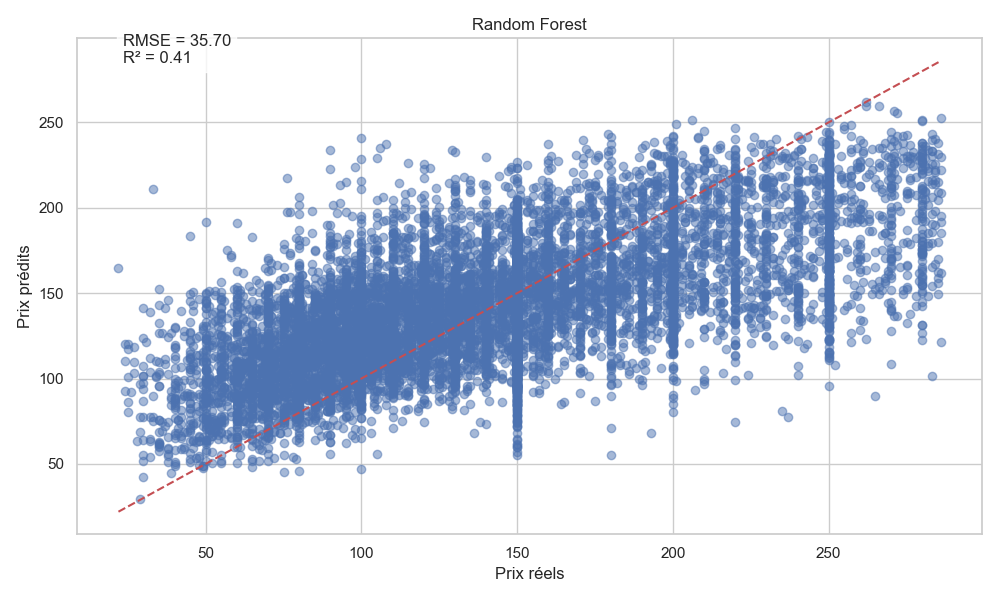 Random Forest
RMSE = 35.70
R² = 0.41
Prix prédits
250
200
150
100
50
50
100
150
200
250
Prix réels